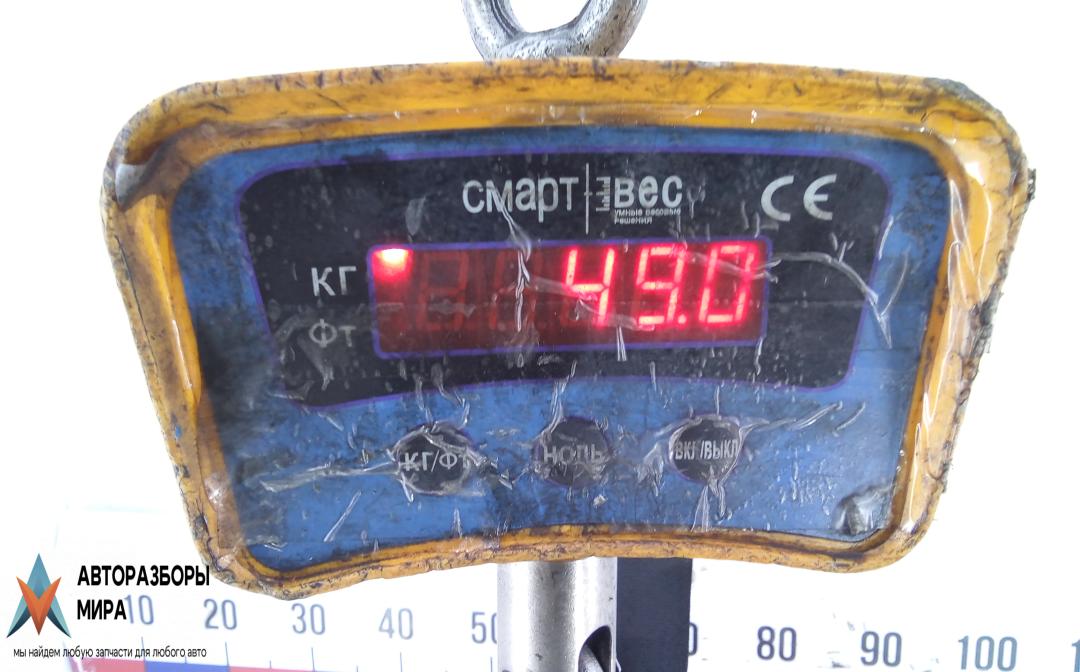 смарт вес
умные весовые
решения
CE
КГ
49.0
Фт
КГ/ФТ
НОЛЬ
ВКЛ/ВЫКЛ
АВТОРАЗБОРЫ
МИРА
мы найдем любую запчасти для любого авто
10 20 30 40 50 80 90 100